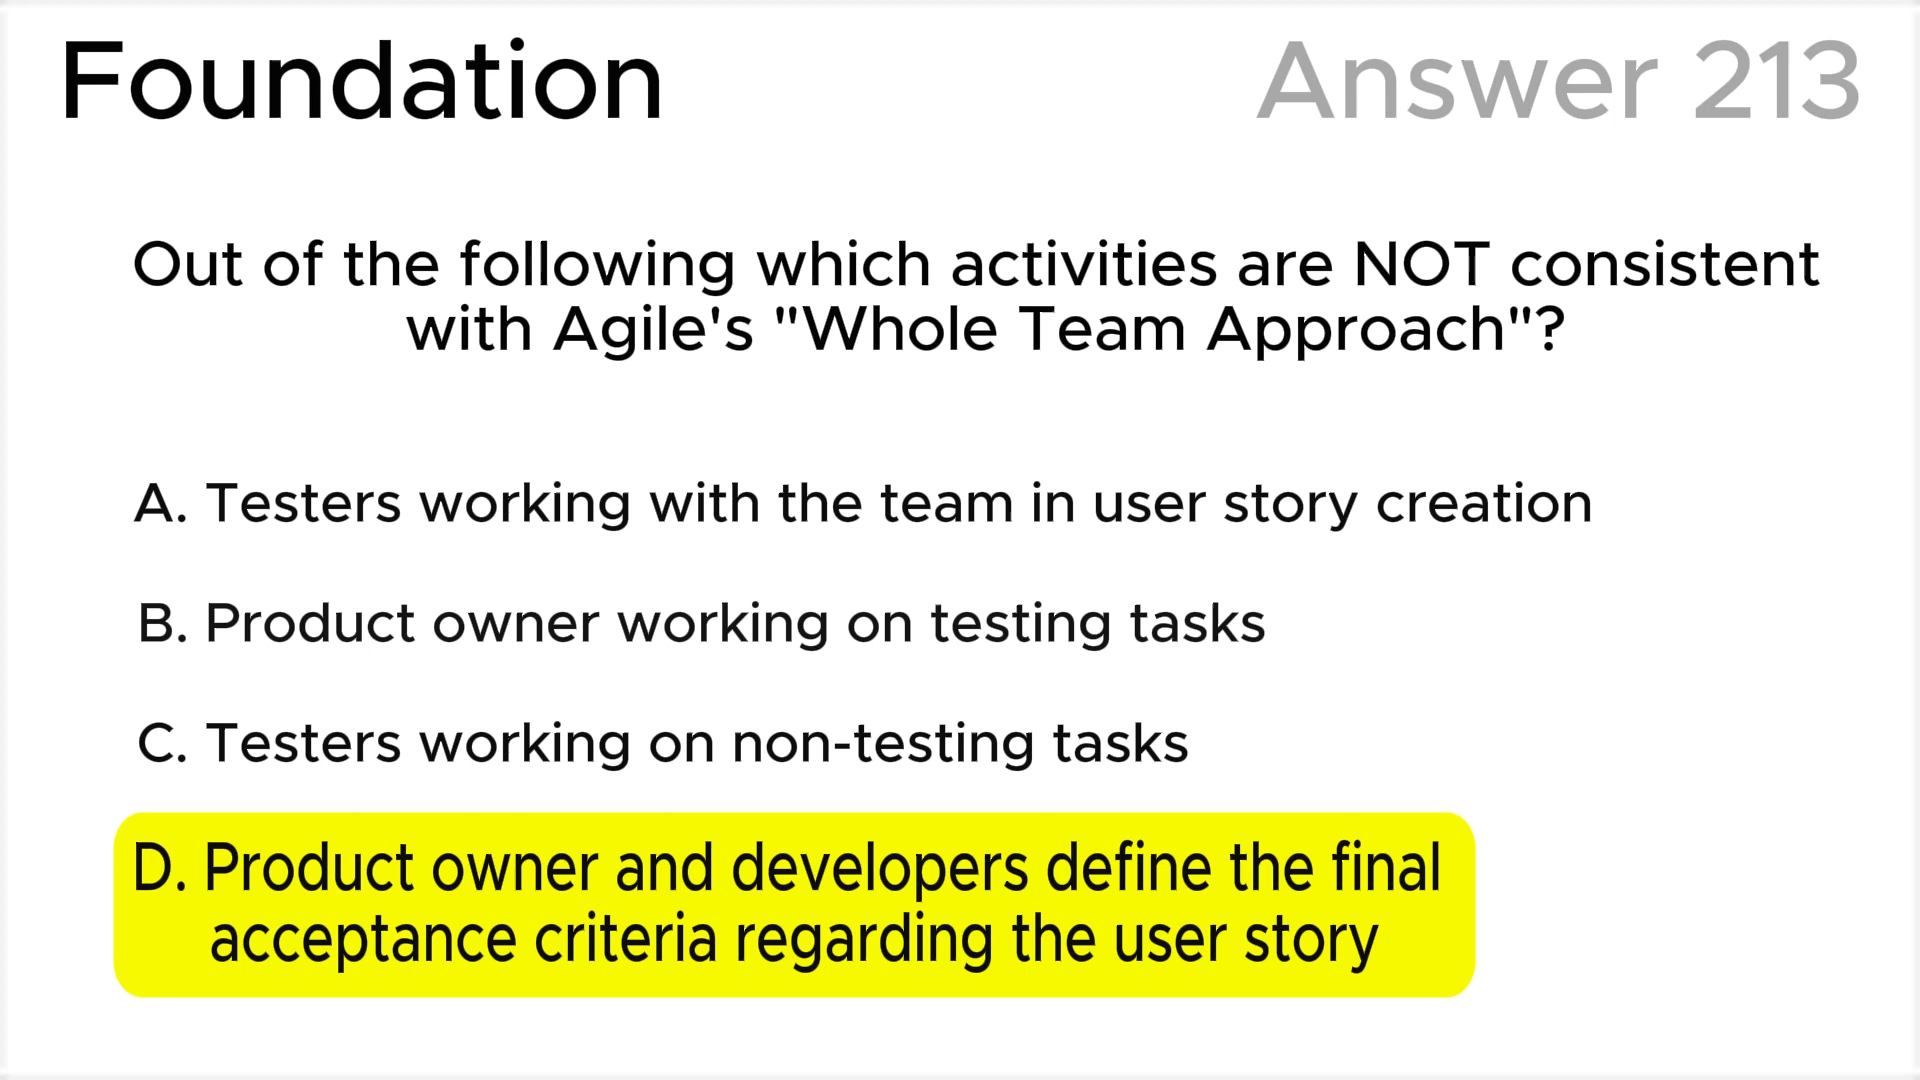 Foundation
Answer 213
Out of the following which activities are NOT consistent
with Agile's "Whole Team Approach"?
A. Testers working with the team in user story creation
B. Product owner working on testing tasks
C. Testers working on non-testing tasks
D. Product owner and developers define the final
acceptance criteria regarding the user story